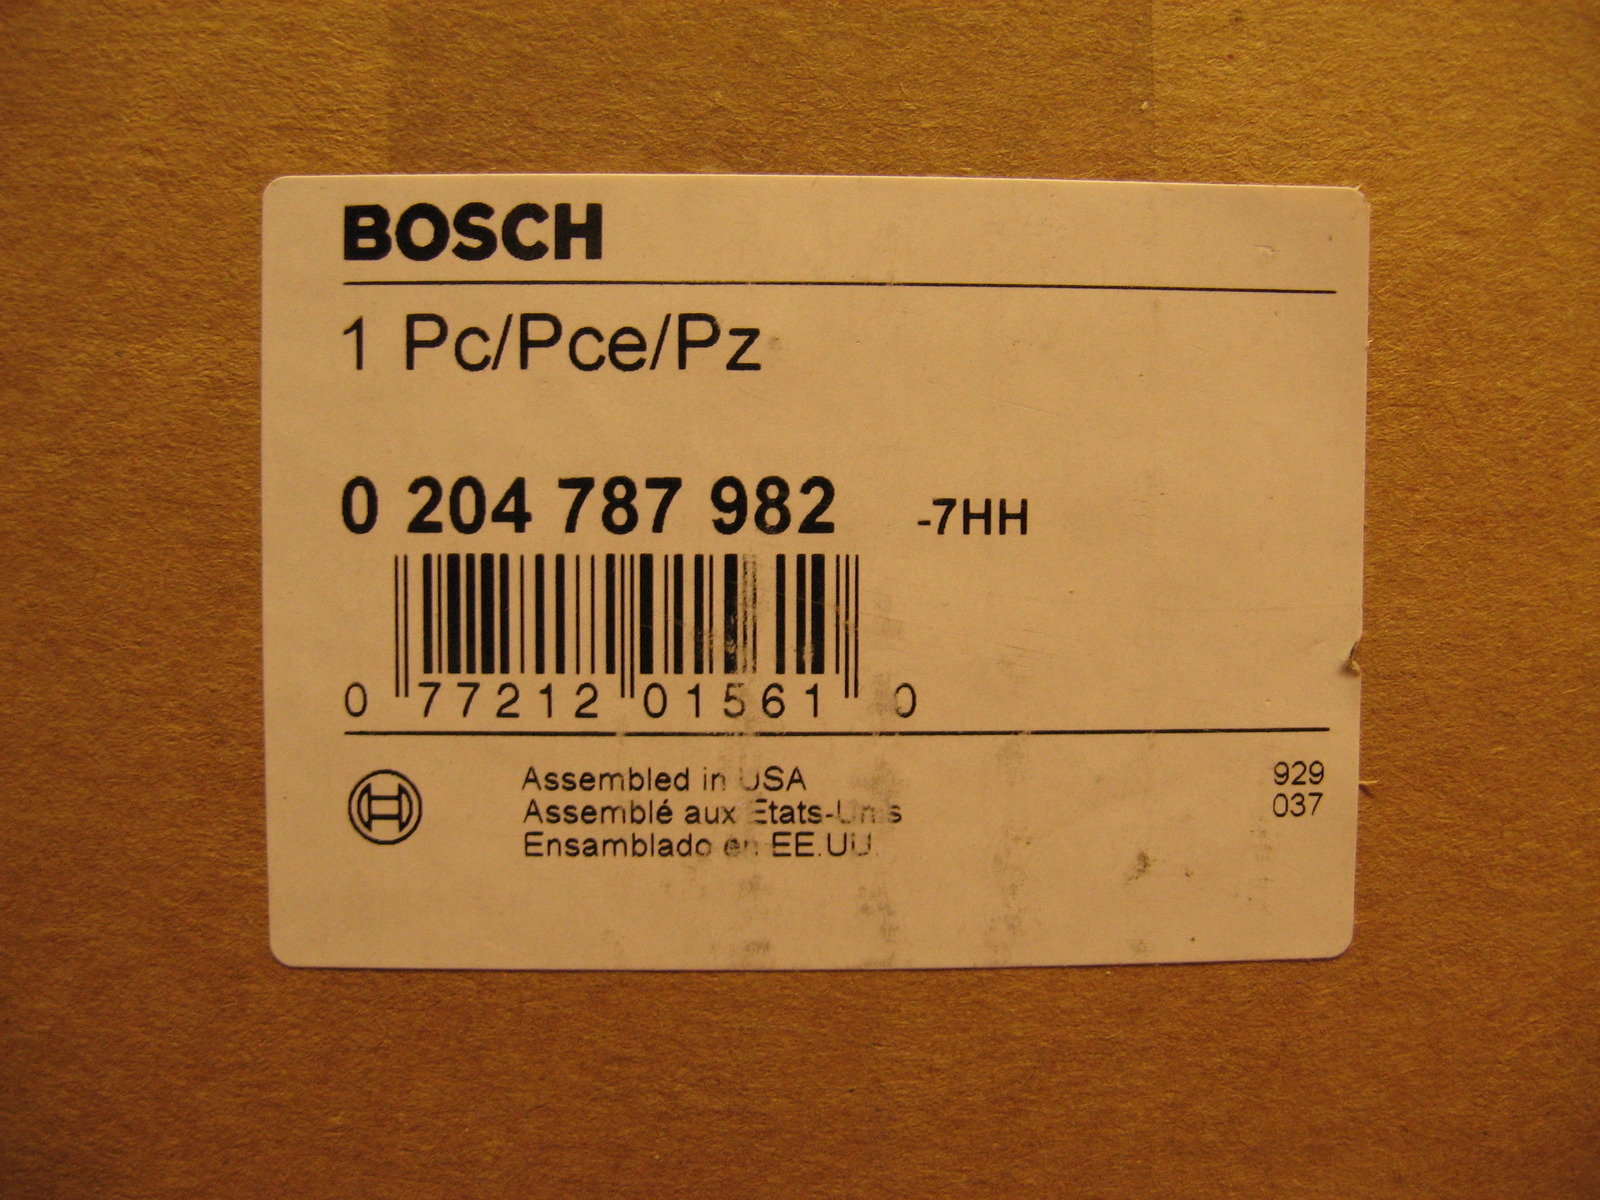 BOSCH
1 Pc/Pce/Pz
0 204 787 982 -7HH
0 77212 01561 0
Assembled in USA 929
Assemblé aux États-Unis 037
Ensamblado en EE.UU.